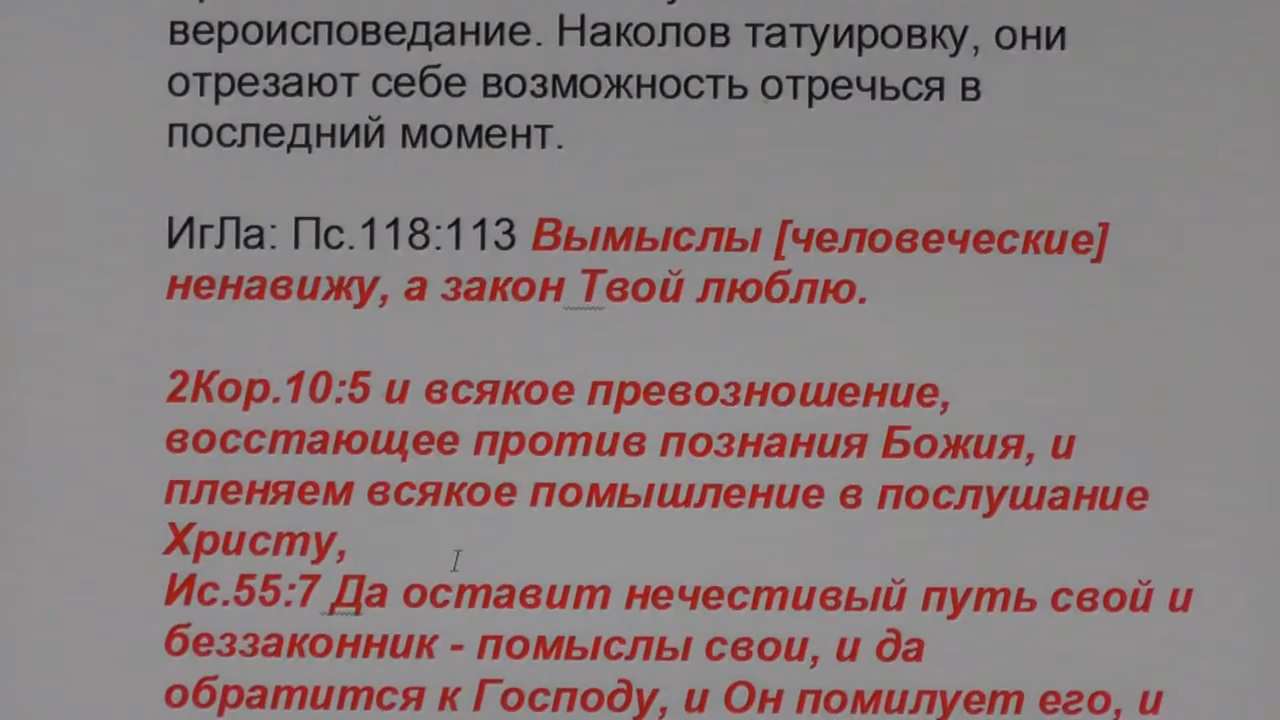 вероисповедание. Наколов татуировку, они
отрезают себе возможность отречься в
последний момент.
ИгЛа: Пс.118:113 Вымыслы [человеческие]
ненавижу, а закон Твой люблю.
2Кор.10:5 и всякое превозношение,
восстающее против познания Божия, и
пленяем всякое помышление в послушание
Христу,
Ис.55:7 Да оставит нечестивый путь свой и
беззаконник - помыслы свои, и да
обратится к Господу, и Он помилует его, и